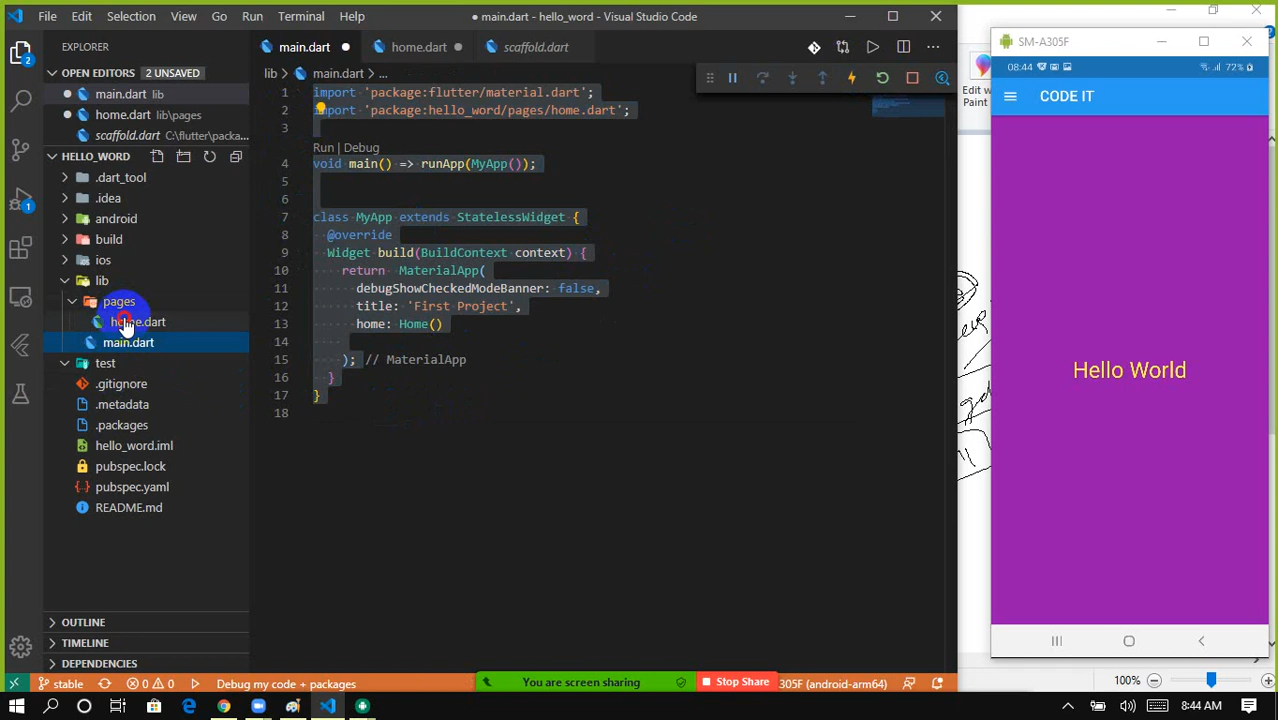 File Edit Selection View Go Run Terminal Help
● main.dart - hello_word - Visual Studio Code
EXPLORER
OPEN EDITORS 2 UNSAVED
main.dart lib
home.dart lib\pages
scaffold.dart C:\flutter\packa...
HELLO_WORD
.dart_tool
.idea
android
build
ios
lib
pages
home.dart
main.dart
test
.gitignore
.metadata
.packages
hello_word.iml
pubspec.lock
pubspec.yaml
README.md
OUTLINE
TIMELINE
DEPENDENCIES
main.dart home.dart scaffold.dart
lib > main.dart > ...
1 import 'package:flutter/material.dart';
2 import 'package:hello_word/pages/home.dart';
3
Run | Debug
4 void main() => runApp(MyApp());
5
6
7 class MyApp extends StatelessWidget {
8 @override
9 Widget build(BuildContext context) {
10 return MaterialApp(
11 debugShowCheckedModeBanner: false,
12 title: 'First Project',
13 home: Home()
14
15 ); // MaterialApp
16 }
17 }
18
SM-A305F
08:44 72%
CODE IT
Hello World
Edit w
Paint
100%
stable 0 0 Debug my code + packages
You are screen sharing
Stop Share
305F (android-arm64)
8:44 AM